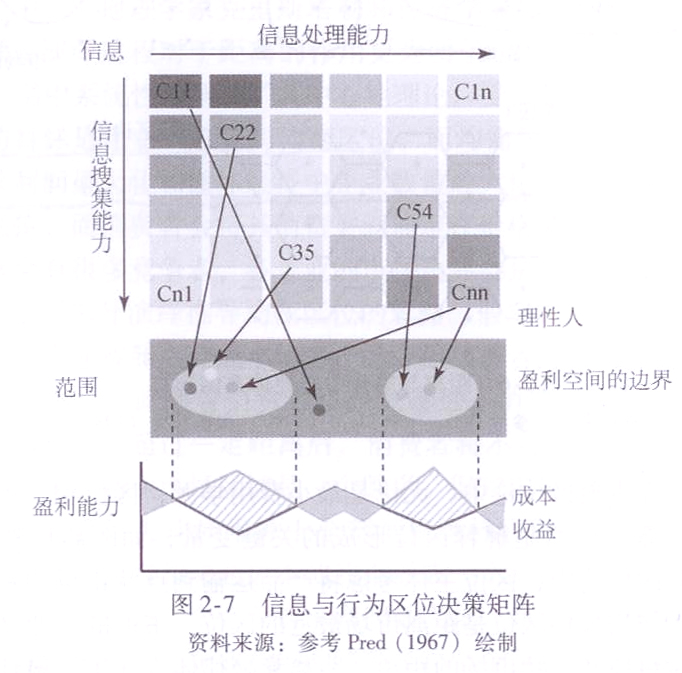 信息处理能力
信息
C11
C1n
C22
信息搜集能力
C54
C35
Cn1
Cnn
理性人
范围
盈利空间的边界
盈利能力
成本
收益
图 2-7 信息与行为区位决策矩阵
资料来源：参考 Pred（1967）绘制